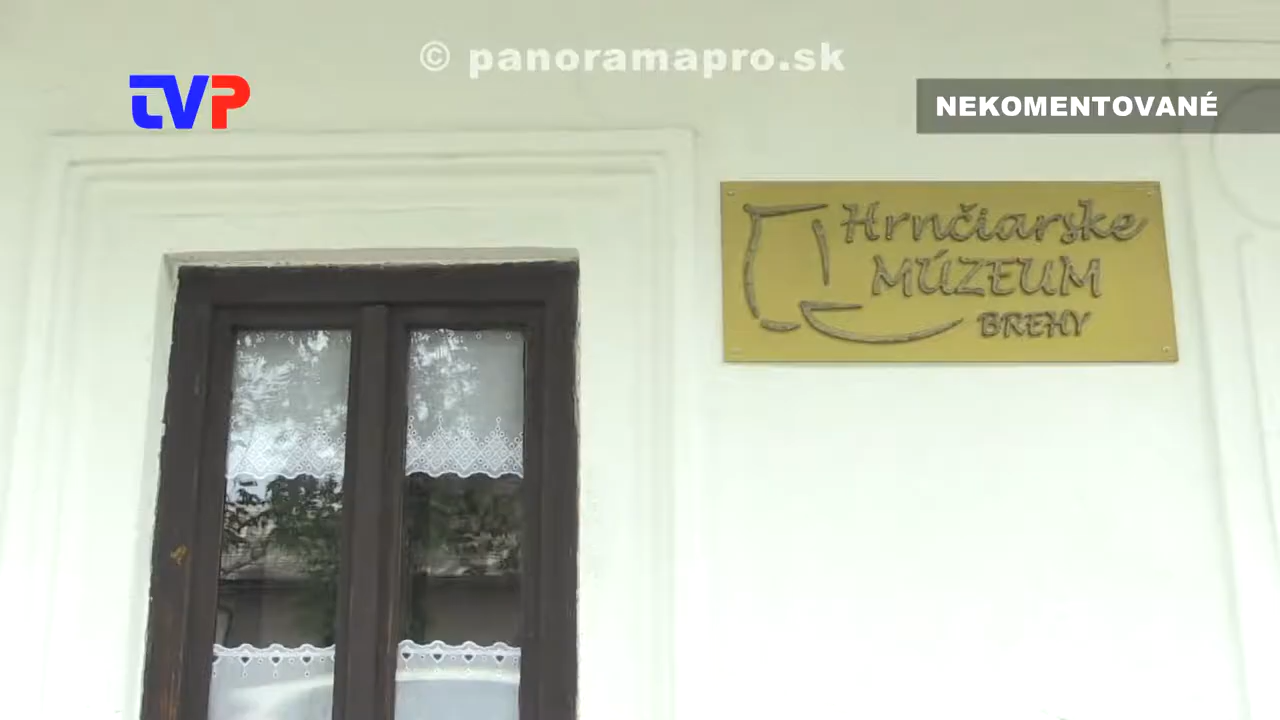 © panoramapro.sk
TVP
NEKOMENTOVANÉ
Hrnčiarske
MÚZEUM
BREHY